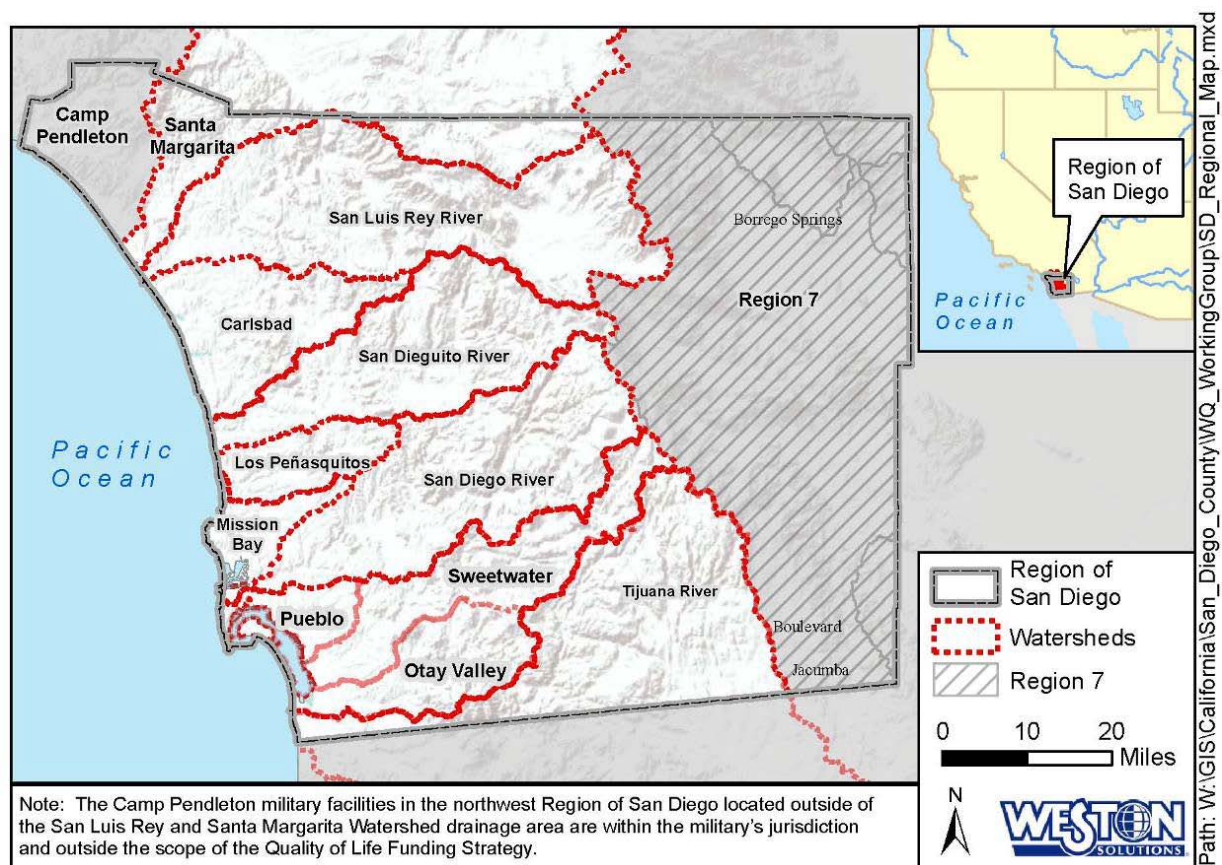 Camp
Pendleton
Santa
Margarita
San Luis Rey River
Borrego Springs
Region 7
Carlsbad
San Dieguito River
Pacific
Ocean
Los Peñasquitos
San Diego River
Mission
Bay
Sweetwater
Tijuana River
Pueblo
Boulevard
Otay Valley
Jacumba
Region of
San Diego
Pacific
Ocean
Region of
San Diego
Watersheds
Region 7
0 10 20
Miles
N
WESTON
SOLUTIONS
Note: The Camp Pendleton military facilities in the northwest Region of San Diego located outside of
the San Luis Rey and Santa Margarita Watershed drainage area are within the military's jurisdiction
and outside the scope of the Quality of Life Funding Strategy.
Path: W:\GIS\California\San_Diego_County\WQ_WorkingGroup\SD_Regional_Map.mxd